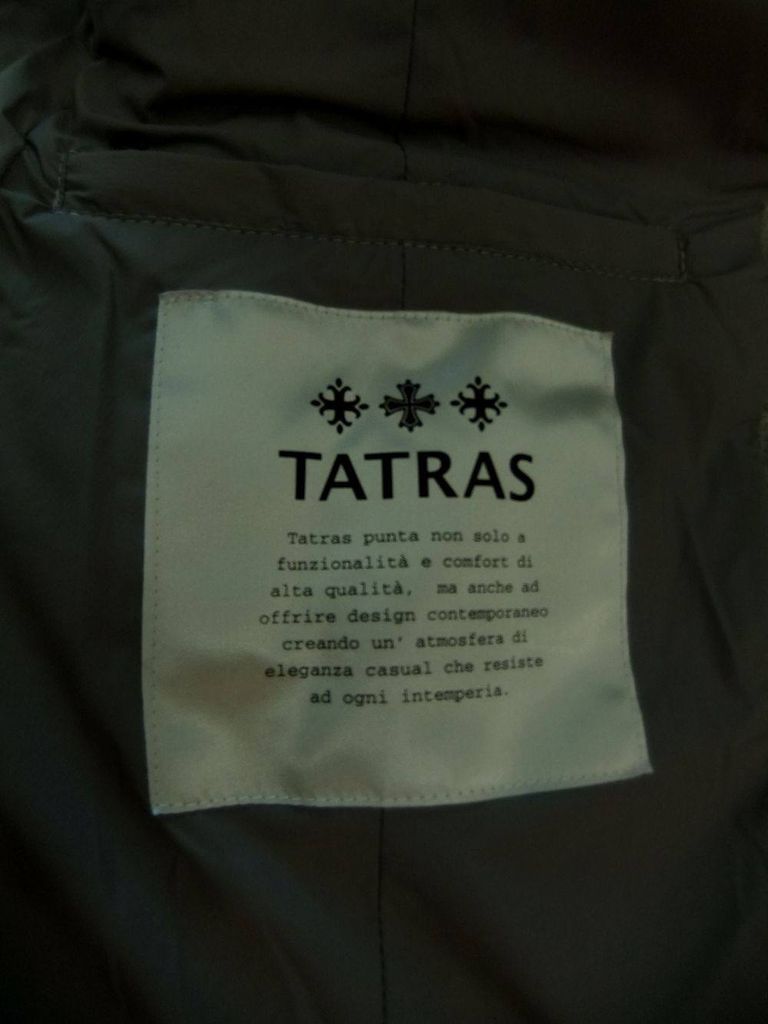 TATRAS
Tatras punta non solo a
funzionalità e comfort di
alta qualità, ma anche ad
offrire design contemporaneo
creando un' atmosfera di
eleganza casual che resiste
ad ogni intemperia.